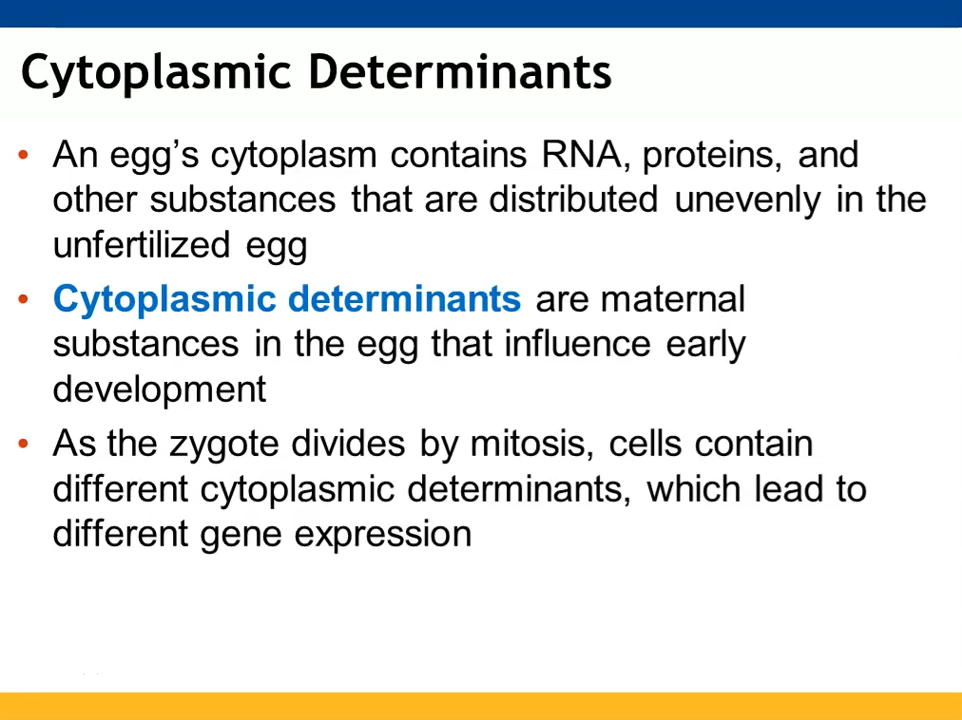 Cytoplasmic Determinants
• An egg’s cytoplasm contains RNA, proteins, and
other substances that are distributed unevenly in the
unfertilized egg
• Cytoplasmic determinants are maternal
substances in the egg that influence early
development
• As the zygote divides by mitosis, cells contain
different cytoplasmic determinants, which lead to
different gene expression